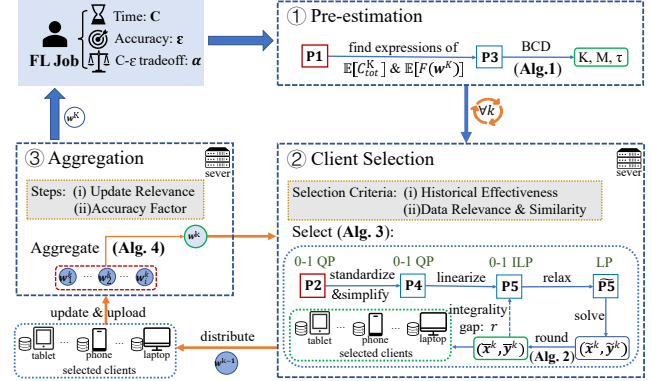 Time: C
Accuracy: ε
FL Job
C-ε tradeoff: α
① Pre-estimation
P1
find expressions of
𝔼[C_tot^K] & 𝔼[F(w^K)]
P3
BCD
(Alg.1)
K, M, τ
w^K
∀k
③ Aggregation
sever
Steps: (i) Update Relevance
(ii)Accuracy Factor
Aggregate (Alg. 4)
w^k
w_1^k ... w_2^k ... w_i^k
update & upload
tablet ... phone ... laptop
selected clients
distribute
w^{k-1}
② Client Selection
sever
Selection Criteria: (i) Historical Effectiveness
(ii)Data Relevance & Similarity
Select (Alg. 3):
0-1 QP 0-1 QP 0-1 ILP LP
P2
standardize
&simplify
P4
linearize
P5
relax
P̃5
integrality
gap: r
solve
tablet ... phone ... laptop
selected clients
(x̄^k, ȳ^k)
round
(Alg. 2)
(x̃^k, ỹ^k)